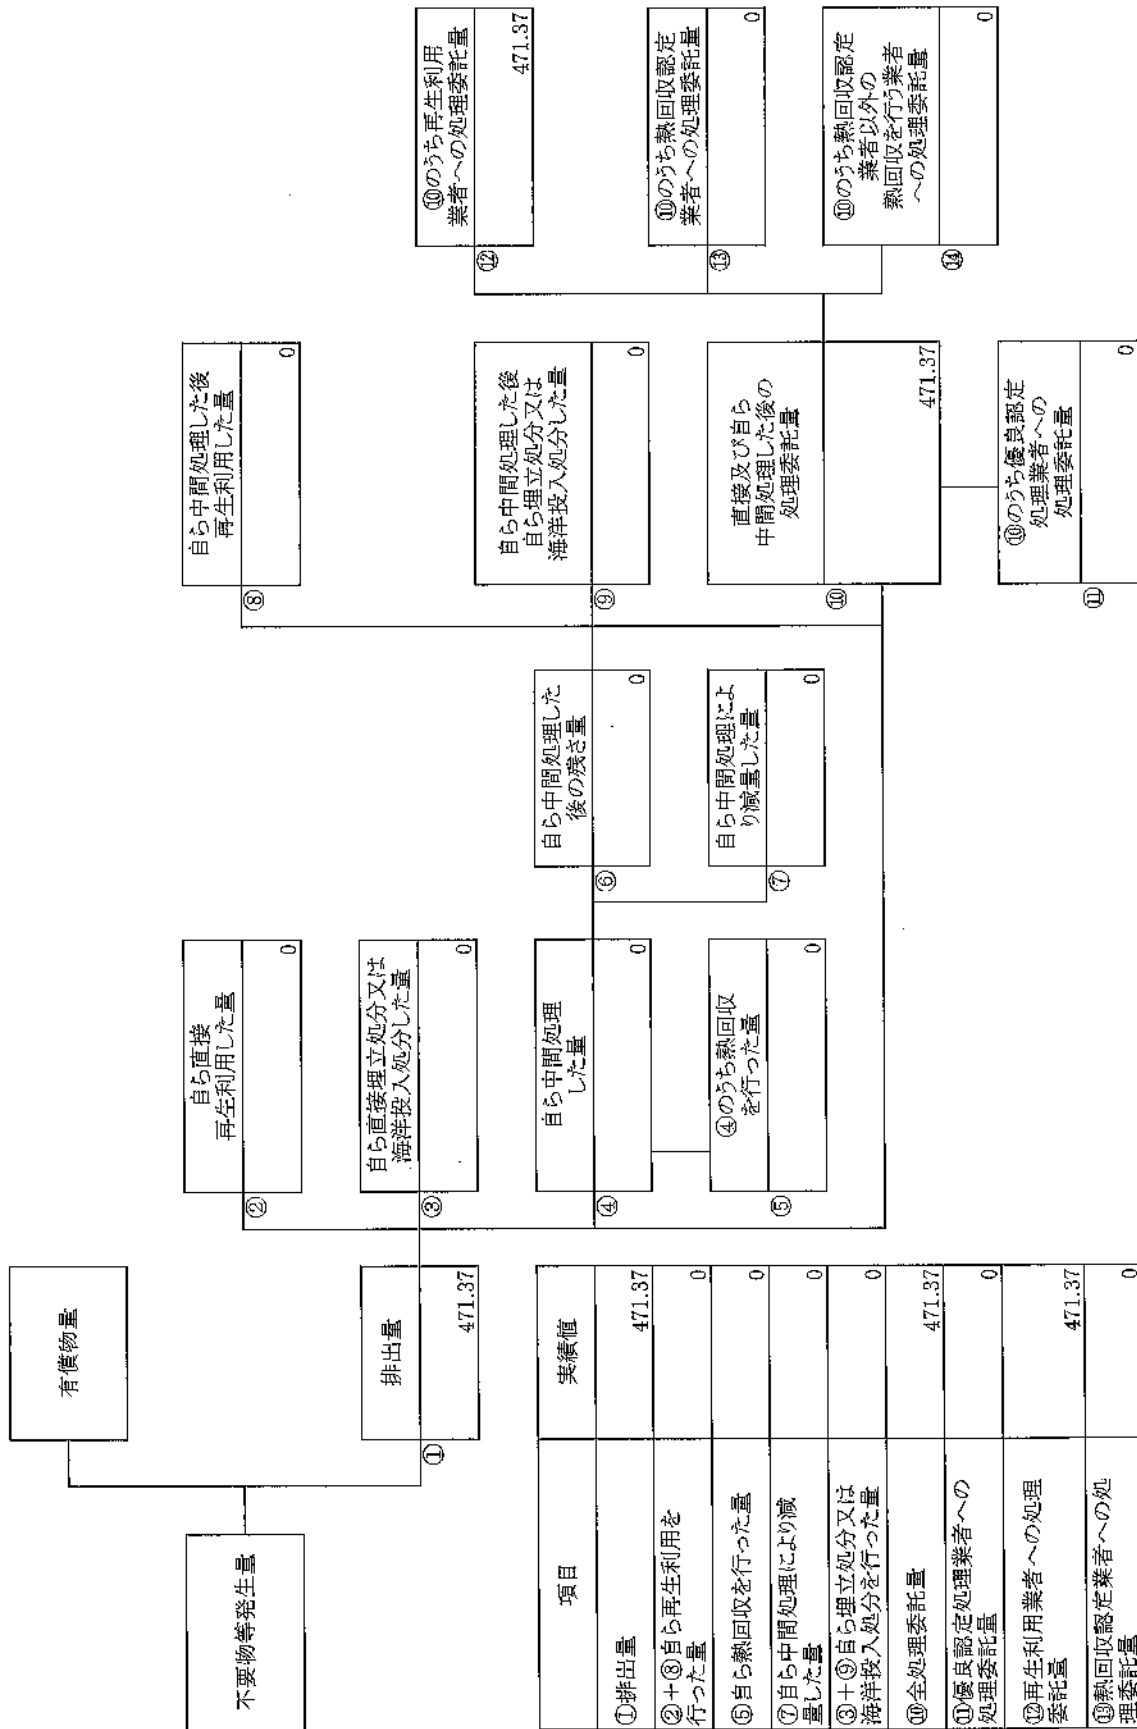 不要物等発生量
有償物量
排出量
①
471.37
自ら直接
再生利用した量
②
0
自ら直接埋立処分又は
海洋投入処分した量
③
0
自ら中間処理
した量
④
0
④のうち熱回収
を行った量
⑤
0
自ら中間処理した
後の残さ量
⑥
0
自ら中間処理によ
り減量した量
⑦
0
自ら中間処理した後
再生利用した量
⑧
0
自ら中間処理した後
自ら埋立処分又は
海洋投入処分した量
⑨
0
直接及び自ら
中間処理した後の
処理委託量
⑩
471.37
⑩のうち優良認定
処理業者への
処理委託量
⑪
0
⑩のうち再生利用
業者への処理委託量
⑫
471.37
⑩のうち熱回収認定
業者への処理委託量
⑬
0
⑩のうち熱回収認定
業者以外の
熱回収を行う業者
への処理委託量
⑭
0
項目 実績値
①排出量 471.37
②+⑧自ら再生利用を
行った量 0
⑤自ら熱回収を行った量 0
⑦自ら中間処理により減
量した量 0
③+⑨自ら埋立処分又は
海洋投入処分を行った量 0
⑩全処理委託量 471.37
⑪優良認定処理業者への
処理委託量 0
⑫再生利用業者への処理
委託量 471.37
⑬熱回収認定業者への処
理委託量 0